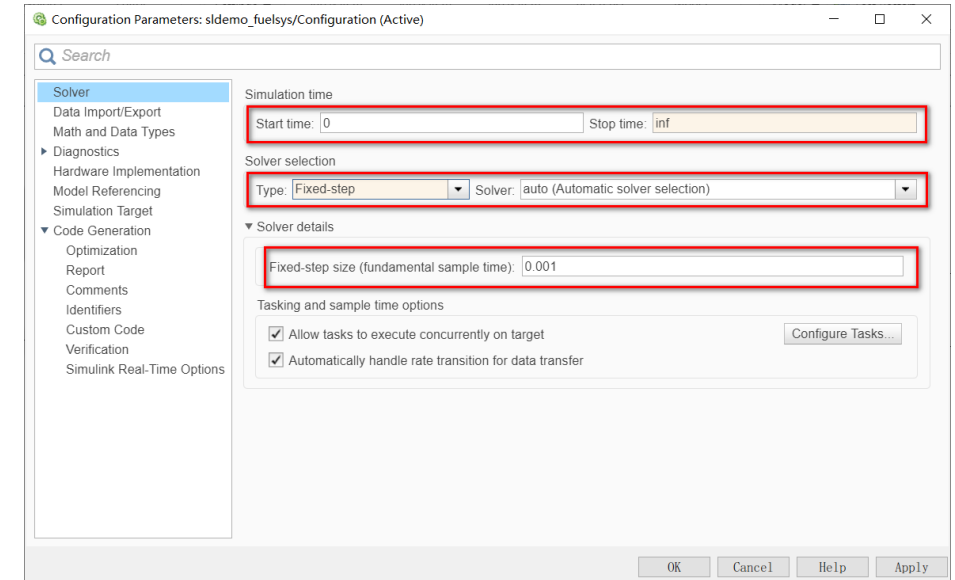 Configuration Parameters: sldemo_fuelsys/Configuration (Active)
Search
Solver
Data Import/Export
Math and Data Types
Diagnostics
Hardware Implementation
Model Referencing
Simulation Target
Code Generation
Optimization
Report
Comments
Identifiers
Custom Code
Verification
Simulink Real-Time Options
Simulation time
Start time: 0 Stop time: inf
Solver selection
Type: Fixed-step Solver: auto (Automatic solver selection)
Solver details
Fixed-step size (fundamental sample time): 0.001
Tasking and sample time options
Allow tasks to execute concurrently on target Configure Tasks...
Automatically handle rate transition for data transfer
OK Cancel Help Apply